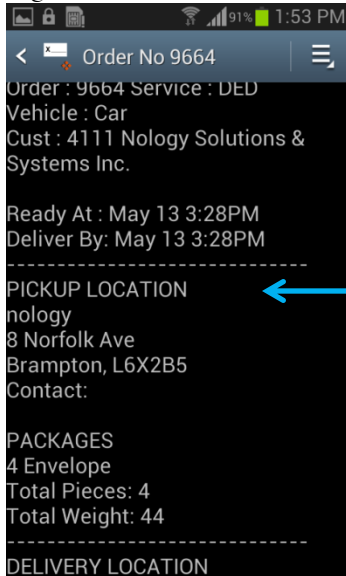 91% 1:53 PM
Order No 9664
Order : 9664 Service : DED
Vehicle : Car
Cust : 4111 Nology Solutions &
Systems Inc.
Ready At : May 13 3:28PM
Deliver By: May 13 3:28PM
------------------------------
PICKUP LOCATION
nology
8 Norfolk Ave
Brampton, L6X2B5
Contact:
PACKAGES
4 Envelope
Total Pieces: 4
Total Weight: 44
------------------------------
DELIVERY LOCATION